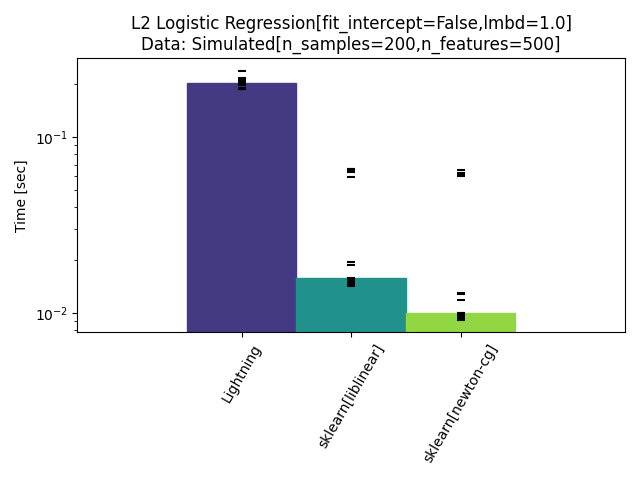 L2 Logistic Regression[fit_intercept=False,lmbd=1.0]
Data: Simulated[n_samples=200,n_features=500]
Time [sec]
10⁻¹
10⁻²
Lightning
sklearn[liblinear]
sklearn[newton-cg]